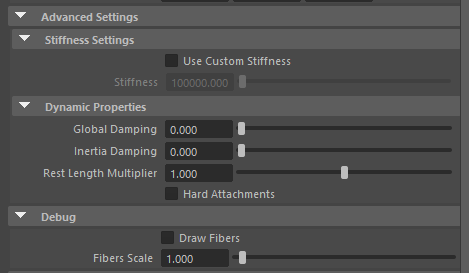 Advanced Settings
Stiffness Settings
Use Custom Stiffness
Stiffness 100000.000
Dynamic Properties
Global Damping 0.000
Inertia Damping 0.000
Rest Length Multiplier 1.000
Hard Attachments
Debug
Draw Fibers
Fibers Scale 1.000